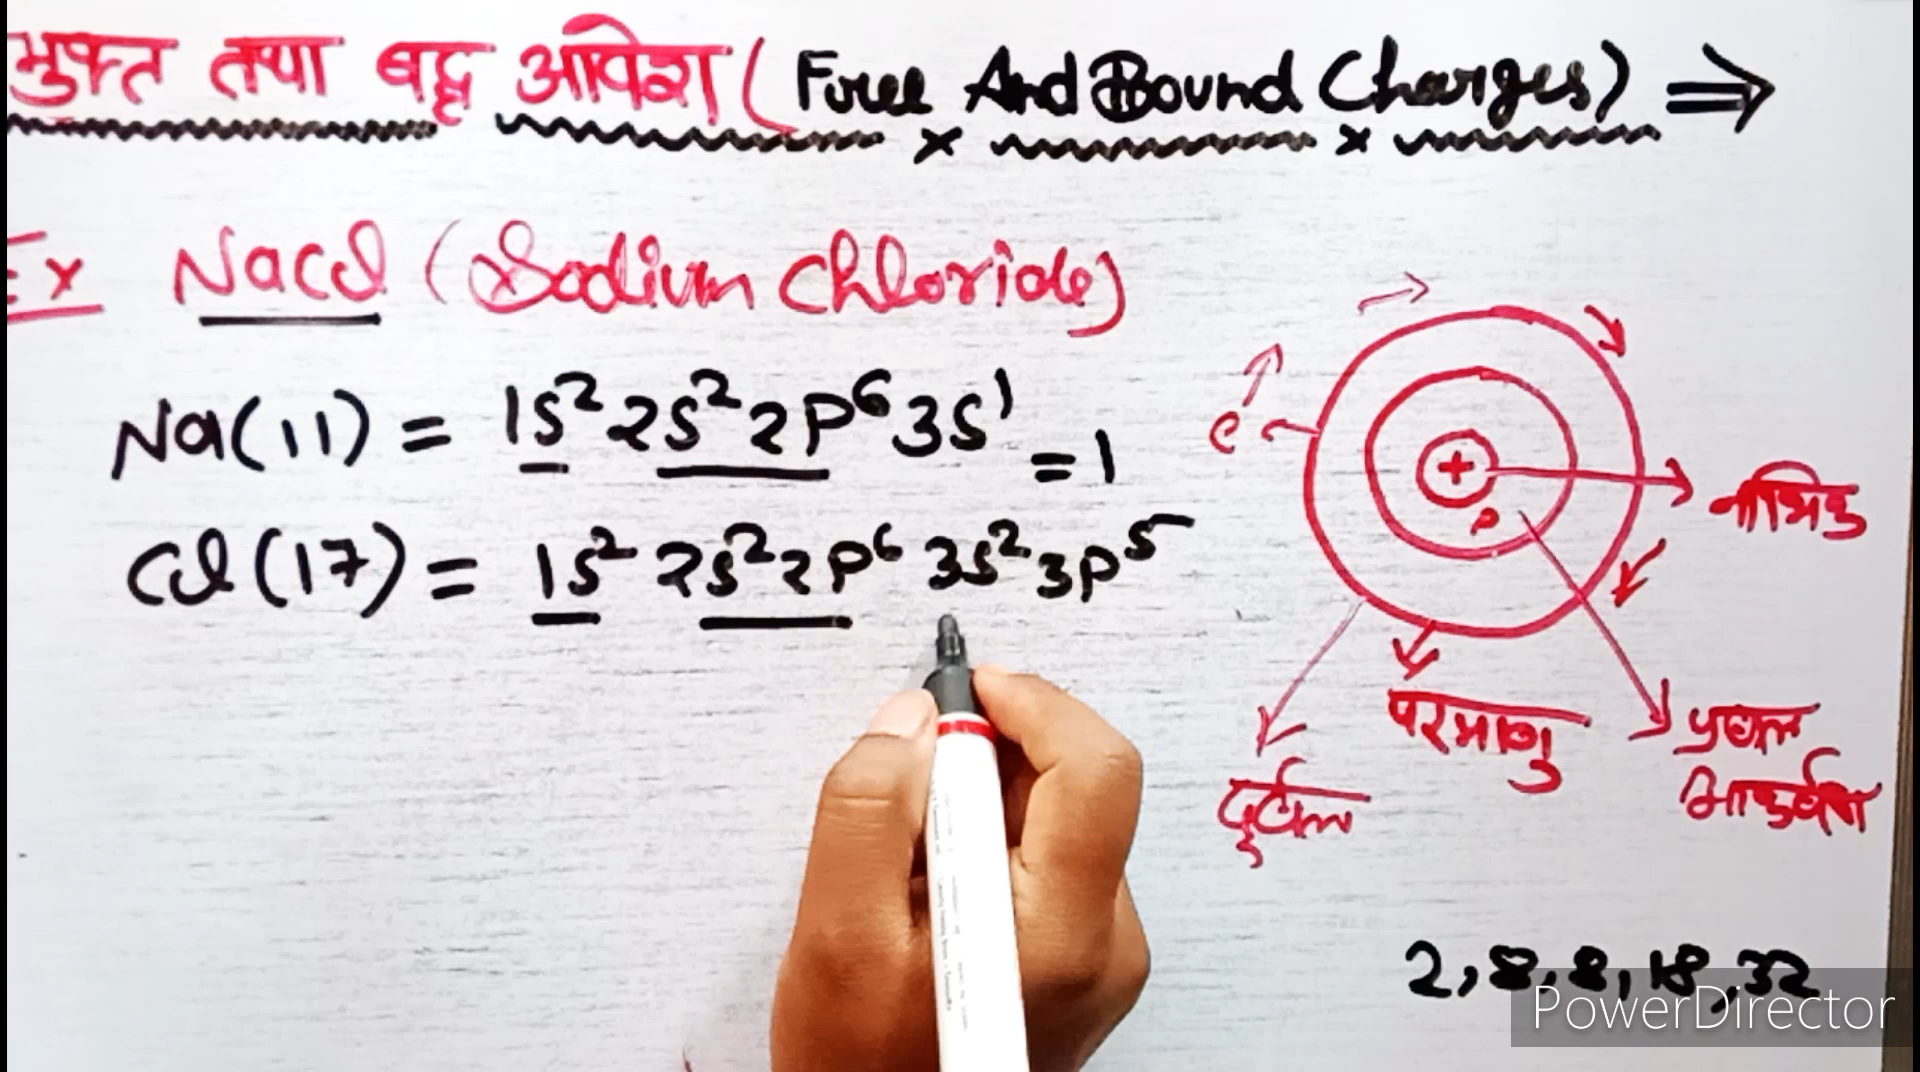 मुक्त तथा बद्ध आवेश ( Free And Bound Charges) ⇒
Ex NaCl (Sodium Chloride)
Na(11) = 1s² 2s² 2p⁶ 3s¹ = 1
Cl(17) = 1s² 2s² 2p⁶ 3s² 3p⁵
e -
+
P
नाभिक
परमाणु
प्रबल
आकर्षण
दुर्बल
2, 8, 8, 18, 32
PowerDirector